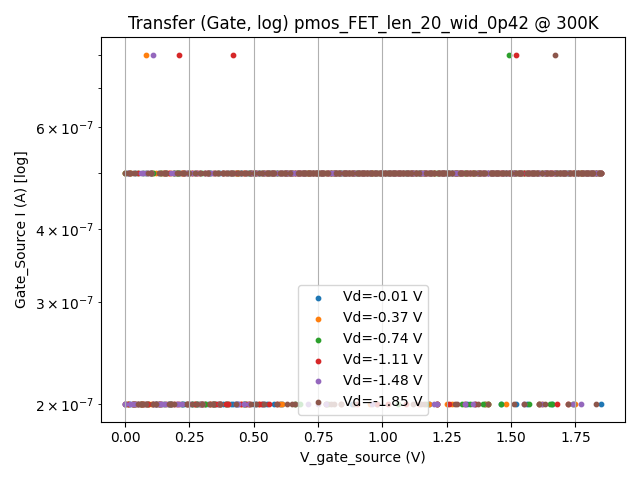 Transfer (Gate, log) pmos_FET_len_20_wid_0p42 @ 300K
Gate_Source I (A) [log]
6 × 10⁻⁷
4 × 10⁻⁷
3 × 10⁻⁷
2 × 10⁻⁷
Vd=-0.01 V
Vd=-0.37 V
Vd=-0.74 V
Vd=-1.11 V
Vd=-1.48 V
Vd=-1.85 V
0.00 0.25 0.50 0.75 1.00 1.25 1.50 1.75
V_gate_source (V)